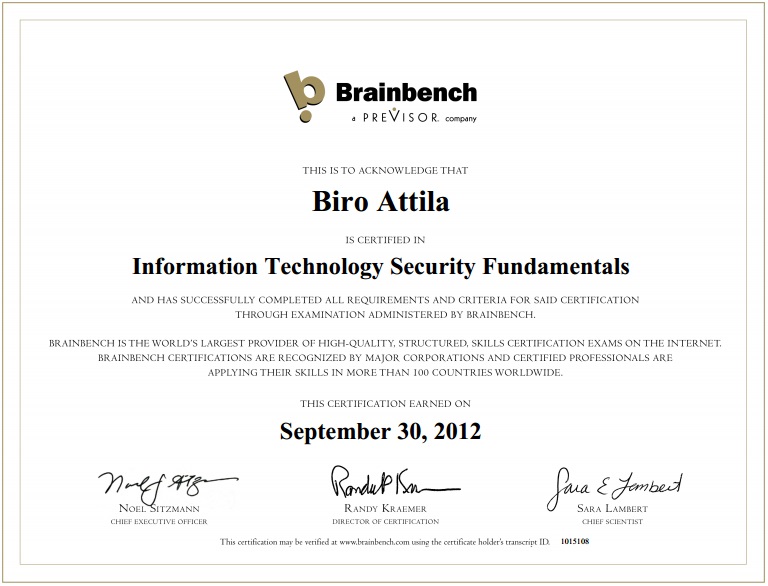 Brainbench
a PREVISOR. company
THIS IS TO ACKNOWLEDGE THAT
Biro Attila
IS CERTIFIED IN
Information Technology Security Fundamentals
AND HAS SUCCESSFULLY COMPLETED ALL REQUIREMENTS AND CRITERIA FOR SAID CERTIFICATION
THROUGH EXAMINATION ADMINISTERED BY BRAINBENCH.
BRAINBENCH IS THE WORLD'S LARGEST PROVIDER OF HIGH-QUALITY, STRUCTURED, SKILLS CERTIFICATION EXAMS ON THE INTERNET.
BRAINBENCH CERTIFICATIONS ARE RECOGNIZED BY MAJOR CORPORATIONS AND CERTIFIED PROFESSIONALS ARE
APPLYING THEIR SKILLS IN MORE THAN 100 COUNTRIES WORLDWIDE.
THIS CERTIFICATION EARNED ON
September 30, 2012
Sara E Lambert
NOEL SITZMANN RANDY KRAEMER SARA LAMBERT
CHIEF EXECUTIVE OFFICER DIRECTOR OF CERTIFICATION CHIEF SCIENTIST
This certification may be verified at www.brainbench.com using the certificate holder's transcript ID. 1015108